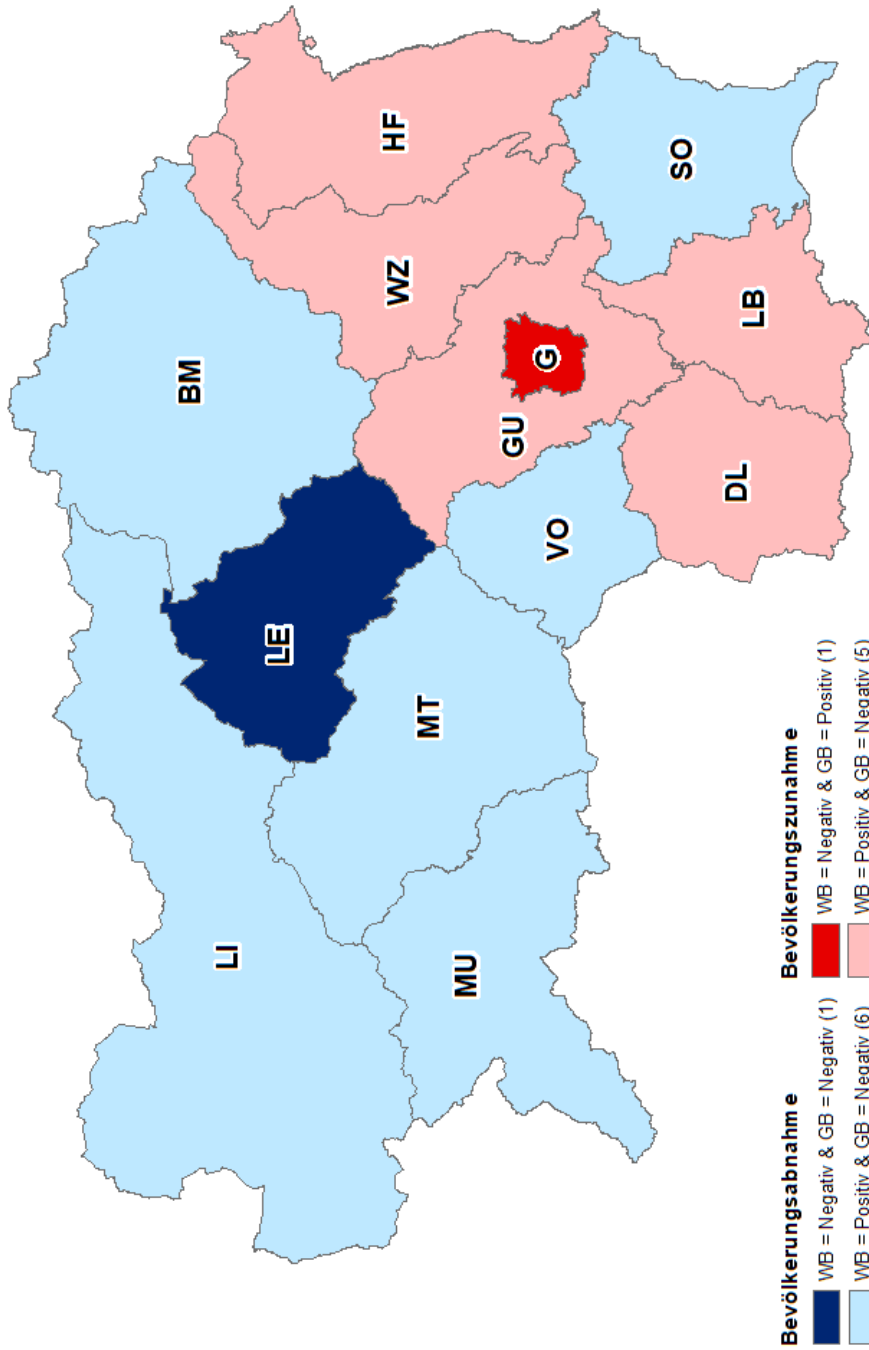 BM
LI
LE
HF
WZ
MT
MU
GU
G
VO
SO
LB
DL
Bevölkerungsabnahme
WB = Negativ & GB = Negativ (1)
WB = Positiv & GB = Negativ (6)
Bevölkerungszunahme
WB = Negativ & GB = Positiv (1)
WB = Positiv & GB = Negativ (5)